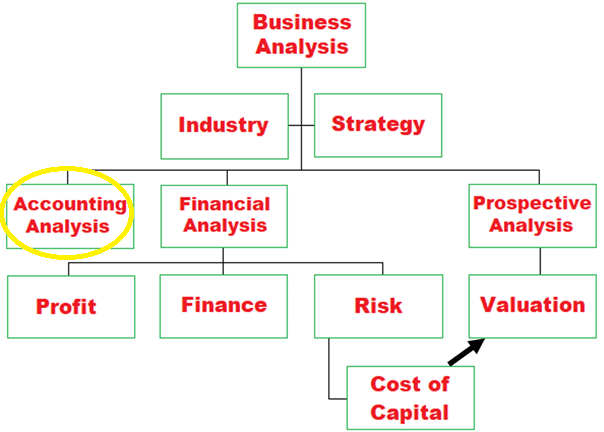 Business
Analysis
Industry
Strategy
Accounting
Analysis
Financial
Analysis
Prospective
Analysis
Profit
Finance
Risk
Valuation
Cost of
Capital